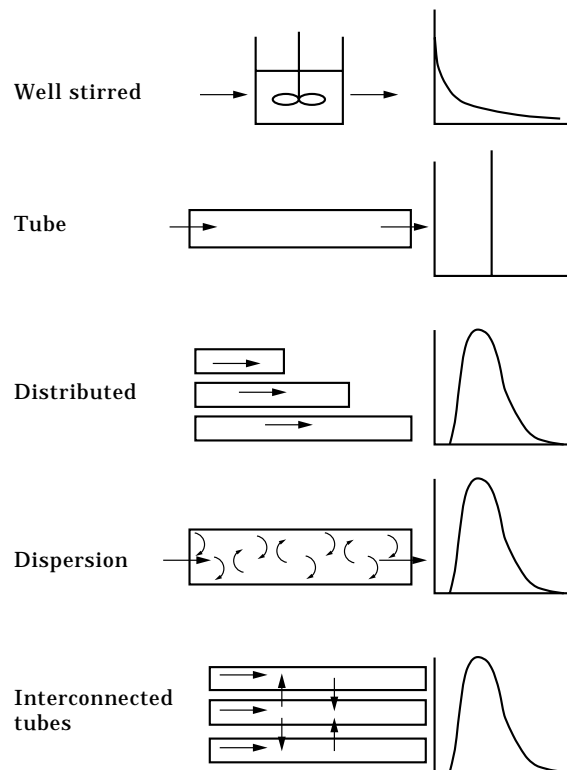 Well stirred
Tube
Distributed
Dispersion
Interconnected
tubes